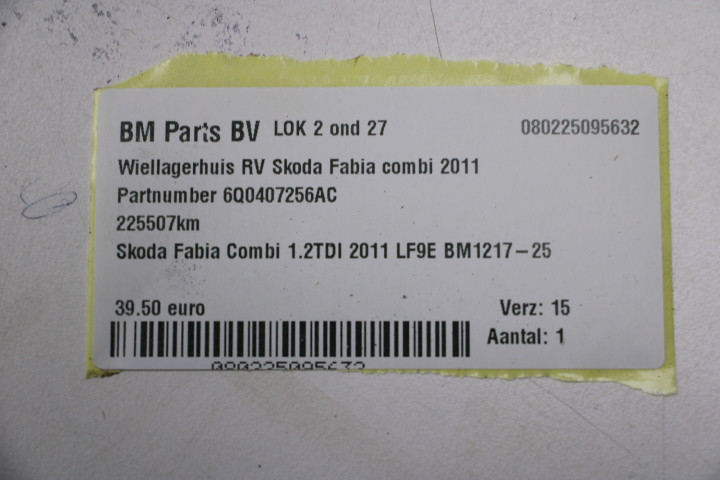 BM Parts BV LOK 2 ond 27 080225095632
Wiellagerhuis RV Skoda Fabia combi 2011
Partnumber 6Q0407256AC
225507km
Skoda Fabia Combi 1.2TDI 2011 LF9E BM1217-25
39.50 euro Verz: 15
Aantal: 1
080225095632